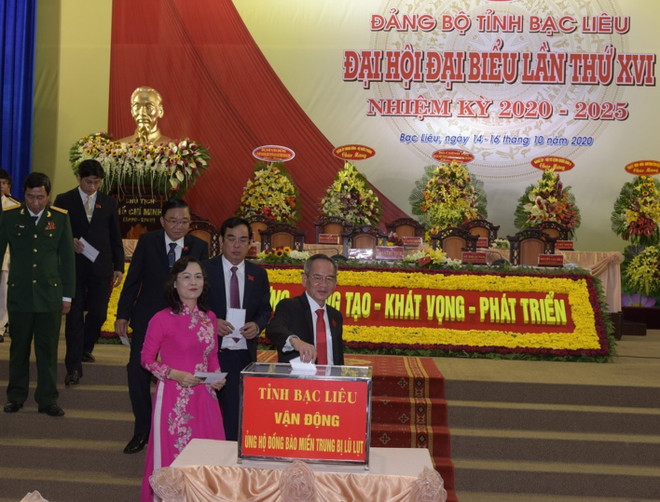 ĐẢNG BỘ TỈNH BẠC LIÊU
ĐẠI HỘI ĐẠI BIỂU LẦN THỨ XVI
NHIỆM KỲ 2020 - 2025
Bạc Liêu, ngày 14-16 tháng 10 năm 2020
TẠO - KHÁT VỌNG - PHÁT TRIỂN
TỈNH BẠC LIÊU
VẬN ĐỘNG
ỦNG HỘ ĐỒNG BÀO MIỀN TRUNG BỊ LŨ LỤT